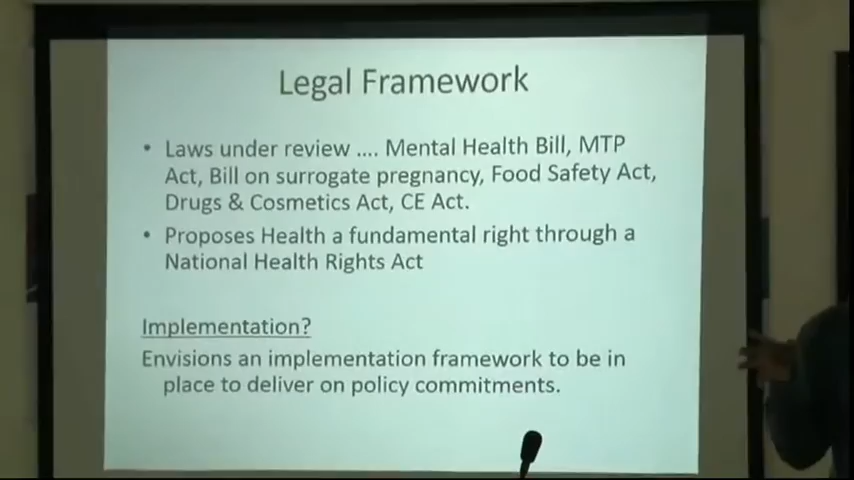 Legal Framework
• Laws under review .... Mental Health Bill, MTP
Act, Bill on surrogate pregnancy, Food Safety Act,
Drugs & Cosmetics Act, CE Act.
• Proposes Health a fundamental right through a
National Health Rights Act
Implementation?
Envisions an implementation framework to be in
place to deliver on policy commitments.